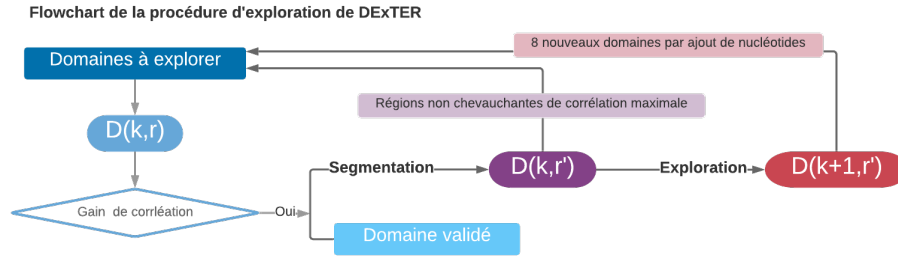 Flowchart de la procédure d'exploration de DExTER
8 nouveaux domaines par ajout de nucléotides
Domaines à explorer
Régions non chevauchantes de corrélation maximale
D(k,r)
Segmentation
D(k,r')
Exploration
D(k+1,r')
Gain de corrléation
Oui
Domaine validé